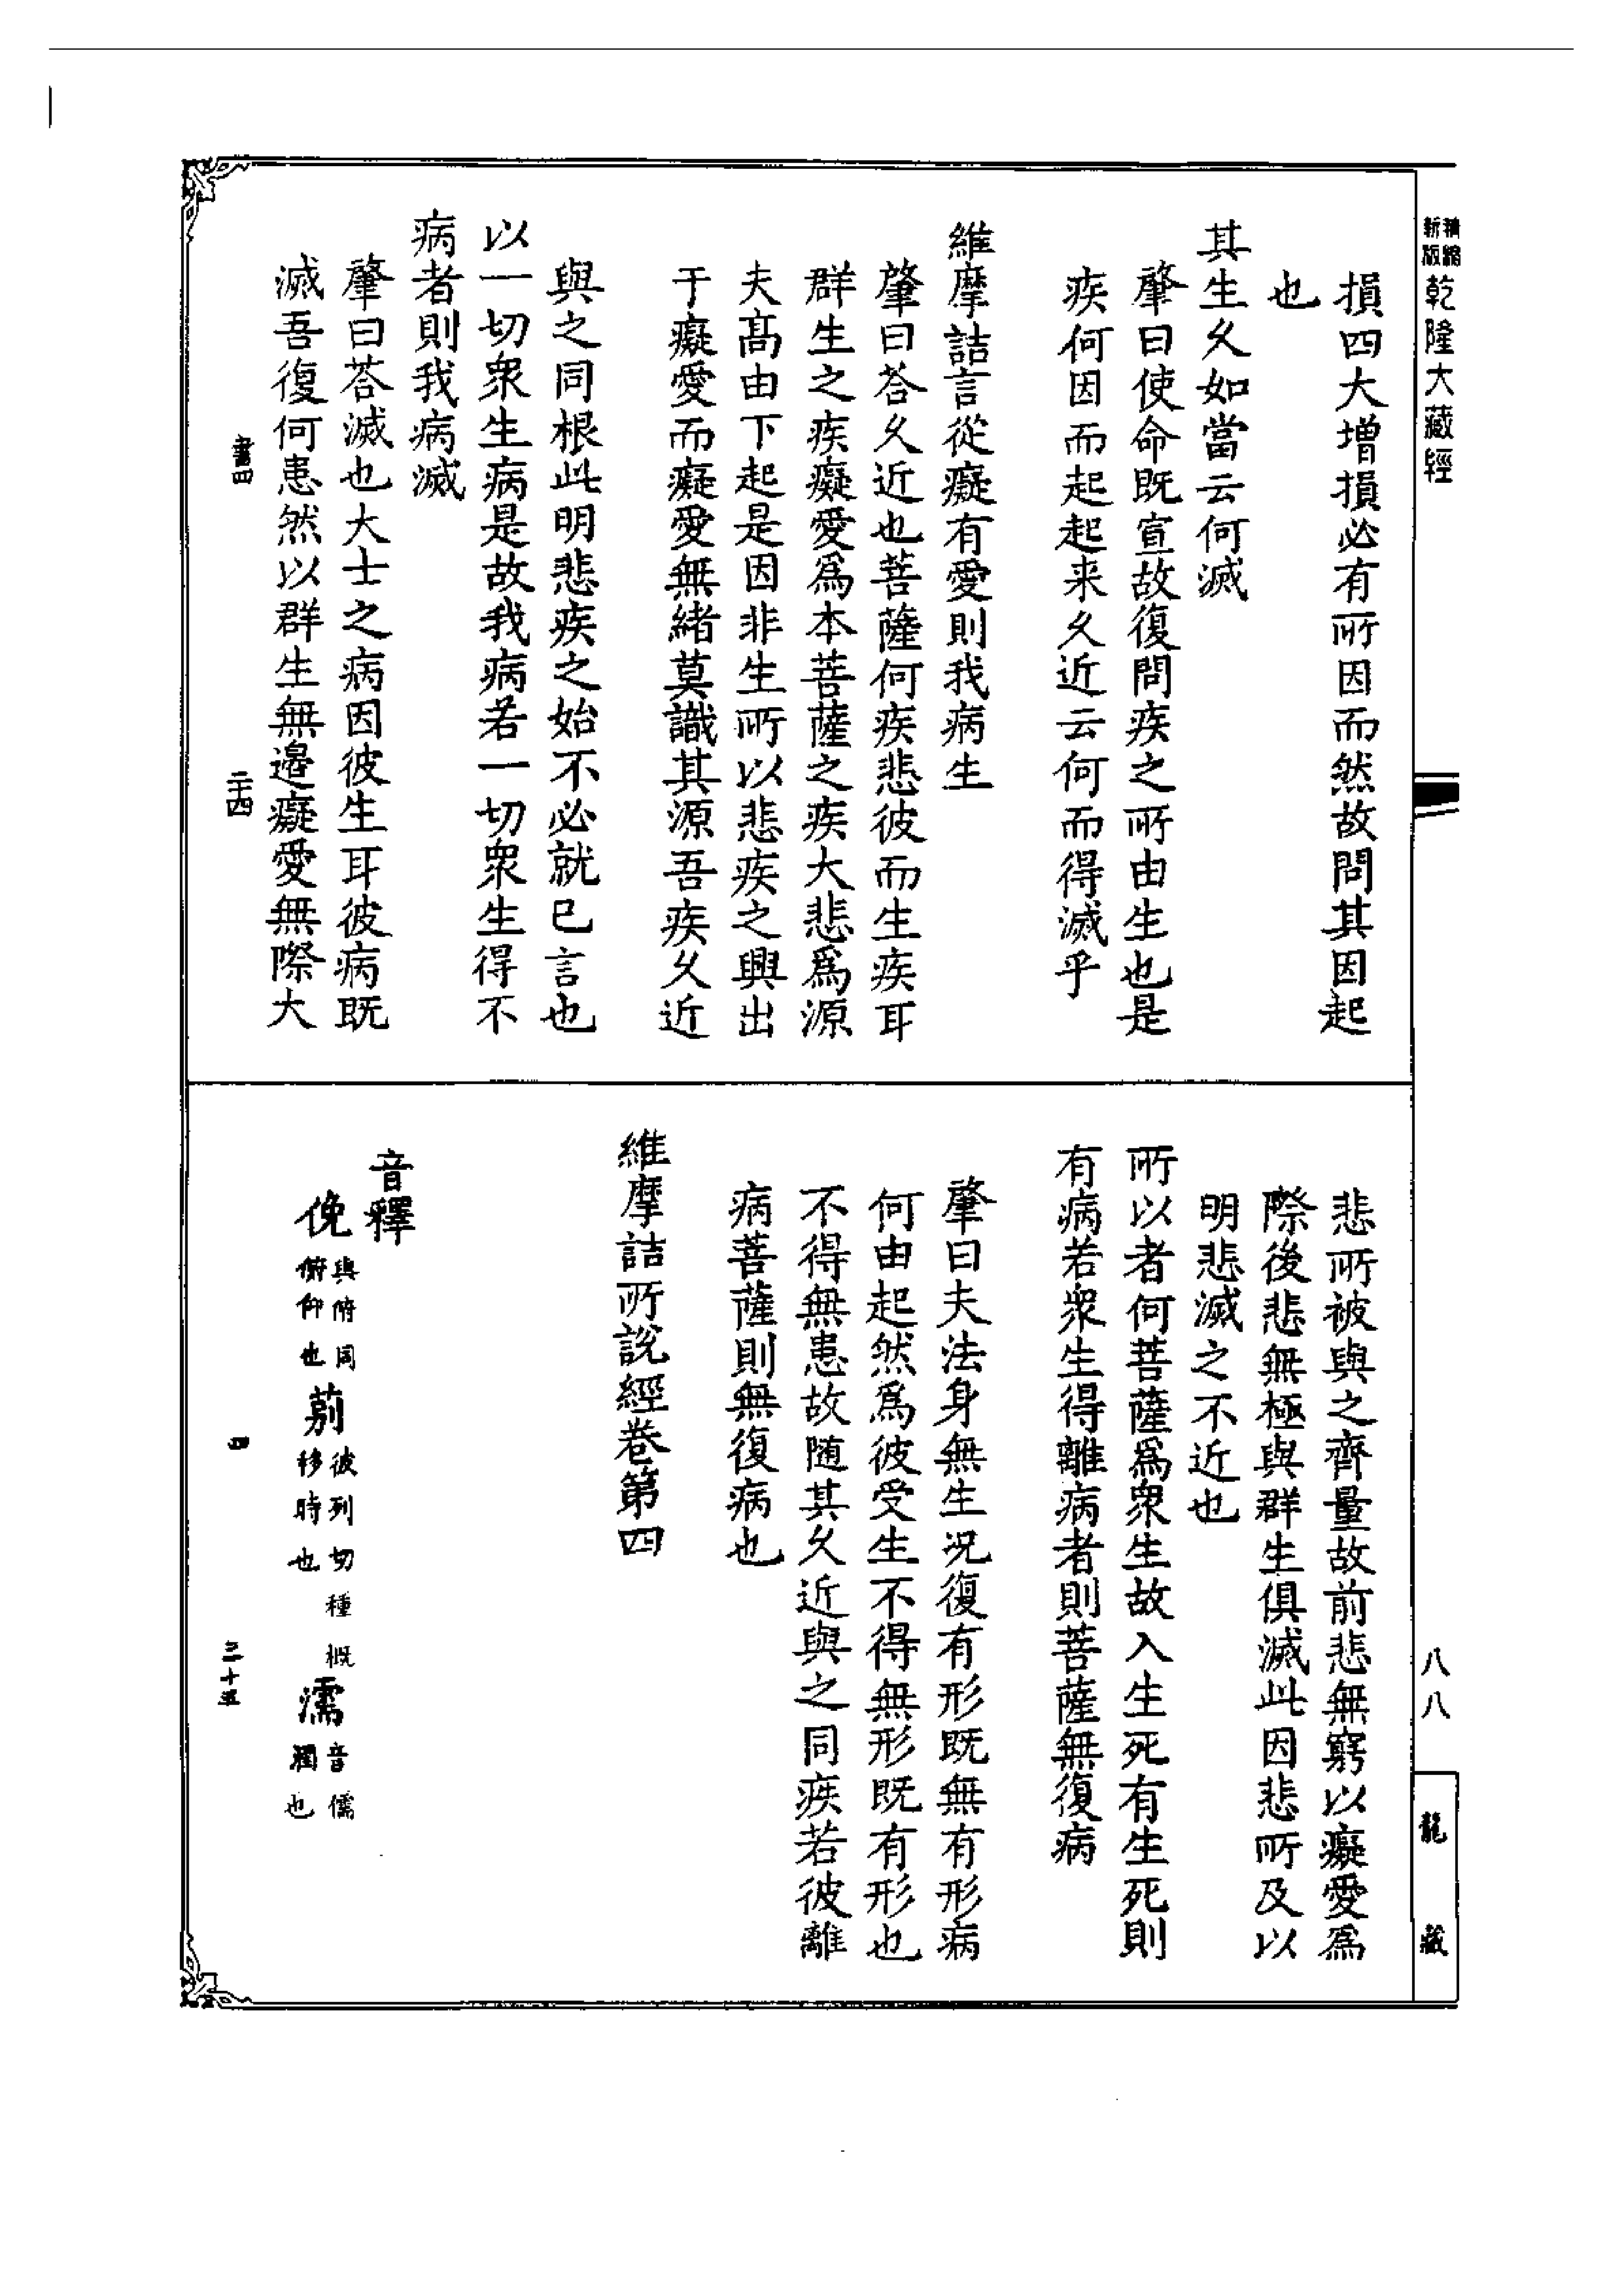 精縮新版乾隆大藏經
損四大增損必有所因而然故問其因起
也
其生久如當云何滅
肇曰使命既宣故復問疾之所由生也是
疾何因而起起来久近云何而得滅乎
維摩詰言從癡有愛則我病生
肇曰荅久近也菩薩何疾悲彼而生疾耳
群生之疾癡愛爲本菩薩之疾大悲爲源
夫髙由下起是因非生所以悲疾之興出
于癡愛而癡愛無緒莫識其源吾疾久近
與之同根此明悲疾之始不必就已言也
以一切衆生病是故我病若一切衆生得不
病者則我病滅
肇曰荅滅也大士之病因彼生耳彼病既
滅吾復何患然以群生無邊癡愛無際大
書四
二十四
悲所被與之齊量故前悲無窮以癡愛爲
際後悲無極與群生俱滅此因悲所及以
明悲滅之不近也
所以者何菩薩爲衆生故入生死有生死則
有病若衆生得離病者則菩薩無復病
肇曰夫法身無生况復有形既無有形病
何由起然爲彼受生不得無形既有形也
不得無患故随其久近與之同疾若彼離
病菩薩則無復病也
維摩詰所說經卷第四
音釋
俛與俯同俯仰也 莂彼列切種概移時也 濡音儒潤也
四
二十五
八八
龍藏